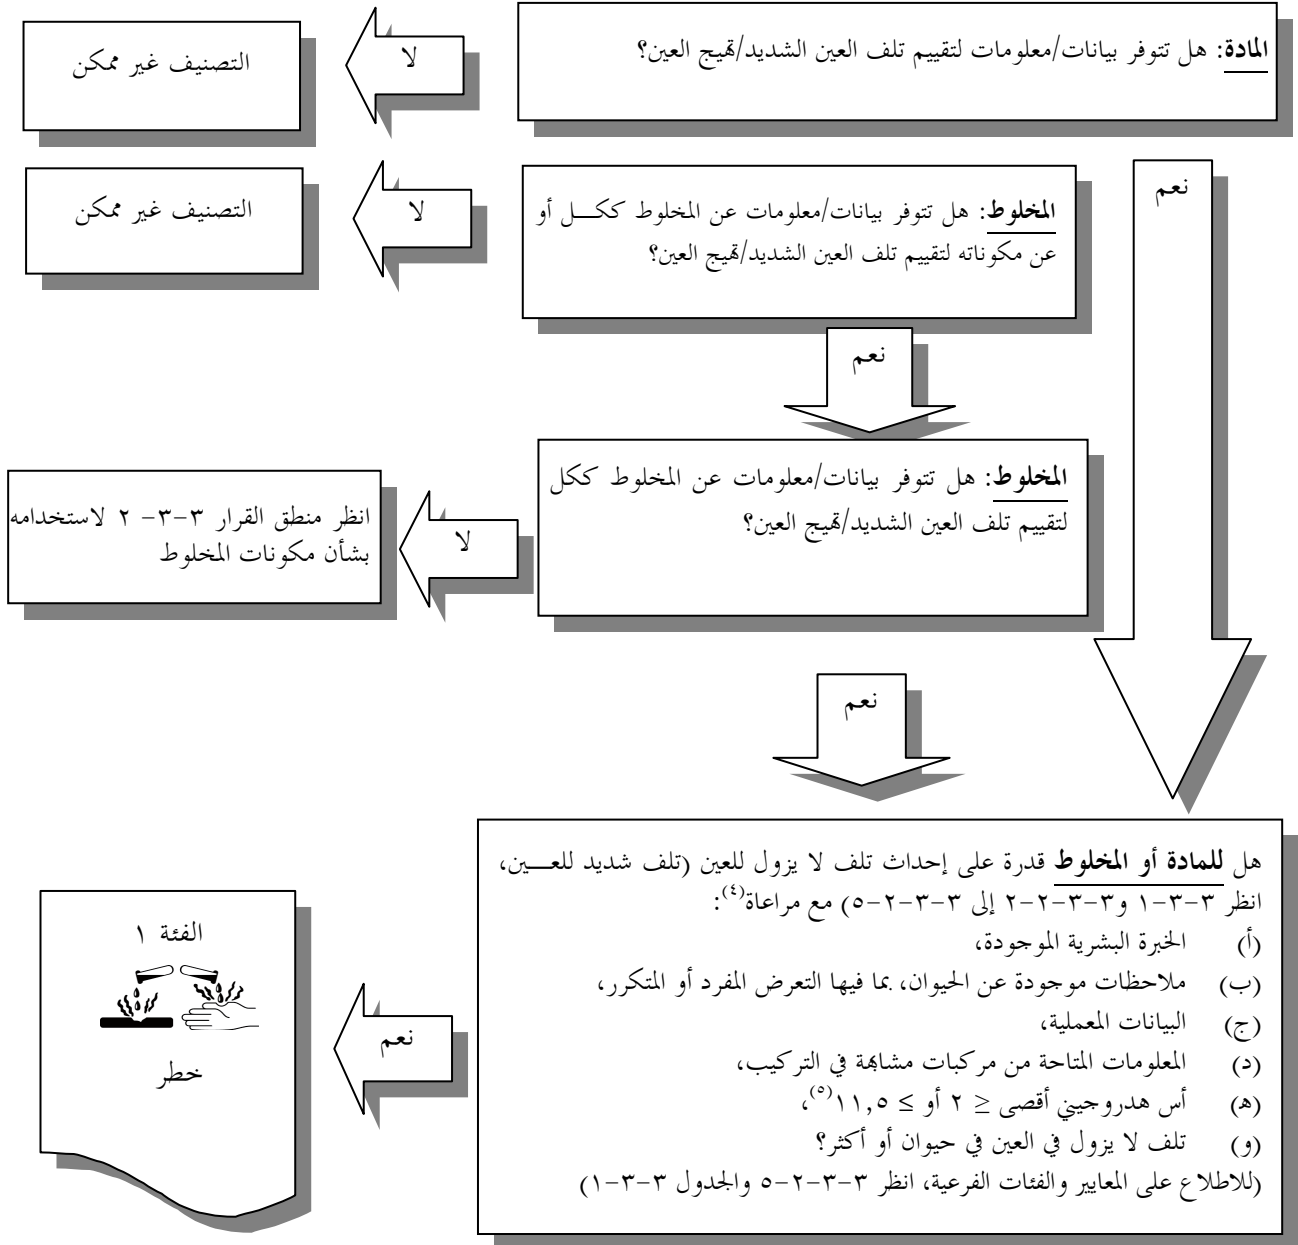 المادة: هل تتوفر بيانات/معلومات لتقييم تلف العين الشديد/تهيج العين؟
لا
التصنيف غير ممكن
نعم
المخلوط: هل تتوفر بيانات/معلومات عن المخلوط ككـــل أو
عن مكوناته لتقييم تلف العين الشديد/تهيج العين؟
لا
التصنيف غير ممكن
نعم
المخلوط: هل تتوفر بيانات/معلومات عن المخلوط ككل
لتقييم تلف العين الشديد/تهيج العين؟
لا
انظر منطق القرار ٣-٣- ٢ لاستخدامه
بشأن مكونات المخلوط
نعم
هل للمادة أو المخلوط قدرة على إحداث تلف لا يزول للعين (تلف شديد للعـــين،
انظر ٣-٣-١ و٣-٣-٢-٢ إلى ٣-٣-٢-٥) مع مراعاة(٤):
(أ) الخبرة البشرية الموجودة،
(ب) ملاحظات موجودة عن الحيوان، بما فيها التعرض المفرد أو المتكرر،
(ج) البيانات المعملية،
(د) المعلومات المتاحة من مركبات مشابهة في التركيب،
(ه) أس هدروجيني أقصى ≥ ٢ أو ≤ ١١,٥(٥)،
(و) تلف لا يزول في العين في حيوان أو أكثر؟
(للاطلاع على المعايير والفئات الفرعية، انظر ٣-٣-٢-٥ والجدول ٣-٣-١)
نعم
الفئة ١
خطر